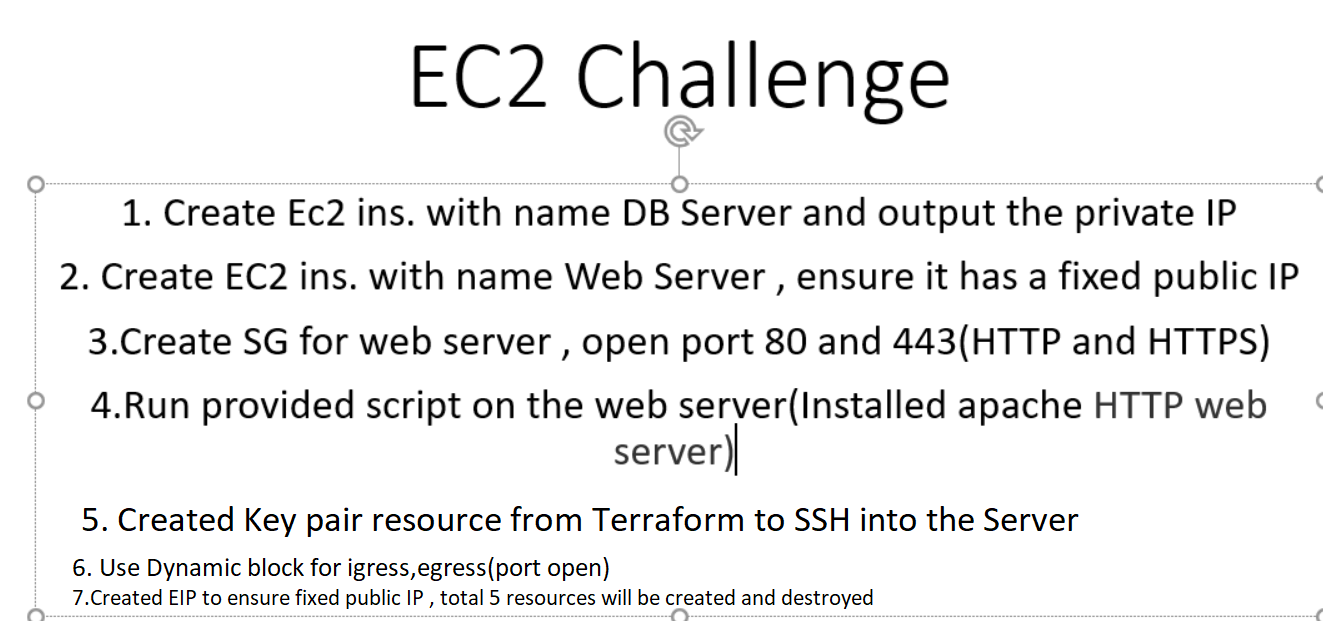 EC2 Challenge
1. Create Ec2 ins. with name DB Server and output the private IP
2. Create EC2 ins. with name Web Server , ensure it has a fixed public IP
3.Create SG for web server , open port 80 and 443(HTTP and HTTPS)
4.Run provided script on the web server(Installed apache HTTP web
server)
5. Created Key pair resource from Terraform to SSH into the Server
6. Use Dynamic block for igress,egress(port open)
7.Created EIP to ensure fixed public IP , total 5 resources will be created and destroyed